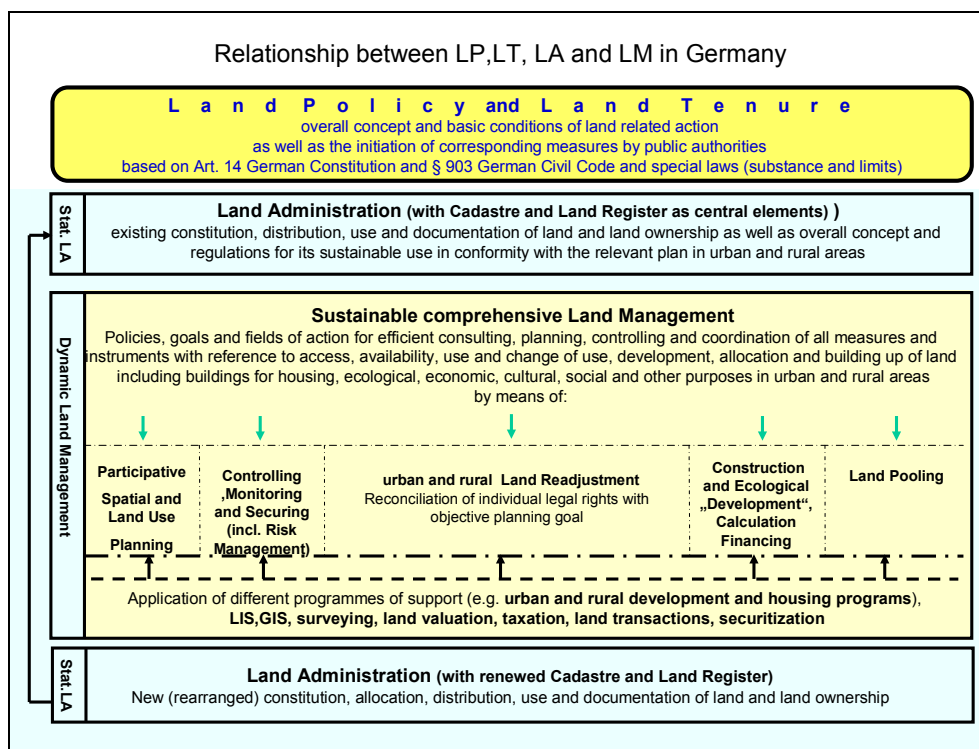 Relationship between LP,LT, LA and LM in Germany
L a n d P o l i c y and L a n d T e n u r e
overall concept and basic conditions of land related action
as well as the initiation of corresponding measures by public authorities
based on Art. 14 German Constitution and § 903 German Civil Code and special laws (substance and limits)
Stat. LA
Land Administration (with Cadastre and Land Register as central elements) )
existing constitution, distribution, use and documentation of land and land ownership as well as overall concept and
regulations for its sustainable use in conformity with the relevant plan in urban and rural areas
Dynamic Land Management
Sustainable comprehensive Land Management
Policies, goals and fields of action for efficient consulting, planning, controlling and coordination of all measures and
instruments with reference to access, availability, use and change of use, development, allocation and building up of land
including buildings for housing, ecological, economic, cultural, social and other purposes in urban and rural areas
by means of:
Participative
Spatial and
Land Use
Planning
Controlling
,Monitoring
and Securing
(incl. Risk
Management)
urban and rural Land Readjustment
Reconciliation of individual legal rights with
objective planning goal
Construction
and Ecological
„Development“,
Calculation
Financing
Land Pooling
Application of different programmes of support (e.g. urban and rural development and housing programs),
LIS,GIS, surveying, land valuation, taxation, land transactions, securitization
Stat.LA
Land Administration (with renewed Cadastre and Land Register)
New (rearranged) constitution, allocation, distribution, use and documentation of land and land ownership